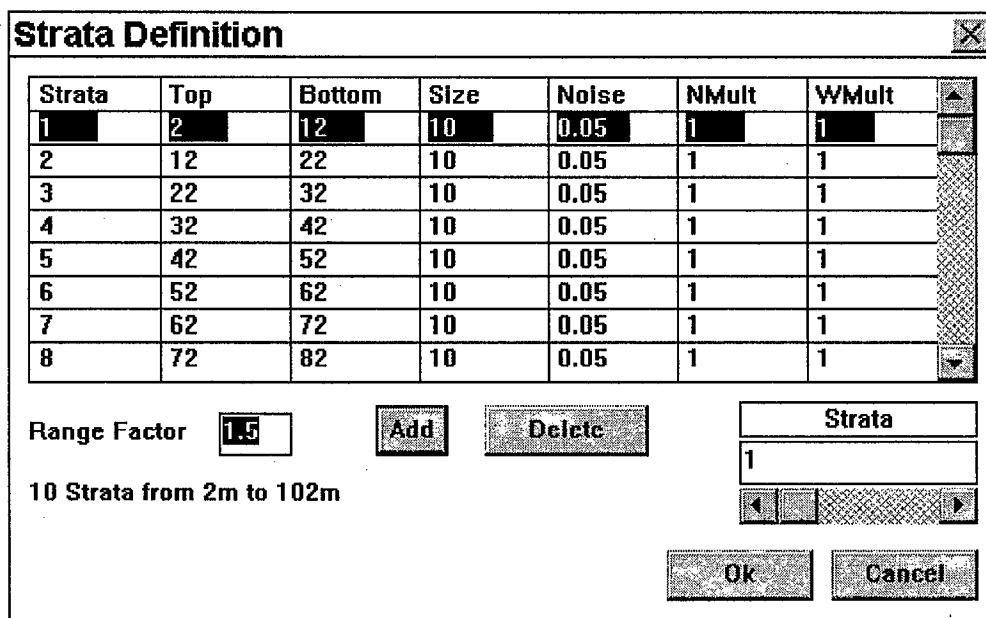 Strata Definition
Strata Top Bottom Size Noise NMult WMult
1 2 12 10 0.05 1 1
2 12 22 10 0.05 1 1
3 22 32 10 0.05 1 1
4 32 42 10 0.05 1 1
5 42 52 10 0.05 1 1
6 52 62 10 0.05 1 1
7 62 72 10 0.05 1 1
8 72 82 10 0.05 1 1
Range Factor 1.5 Add Delete
Strata
1
10 Strata from 2m to 102m
Ok Cancel